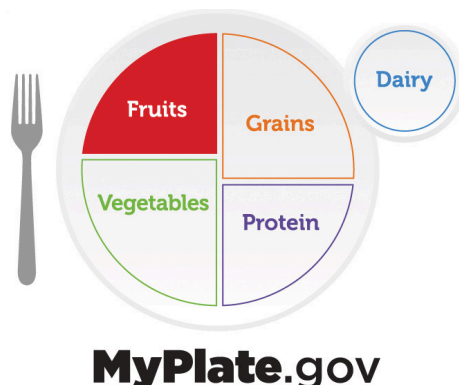 Dairy
Fruits
Grains
Vegetables
Protein
MyPlate.gov